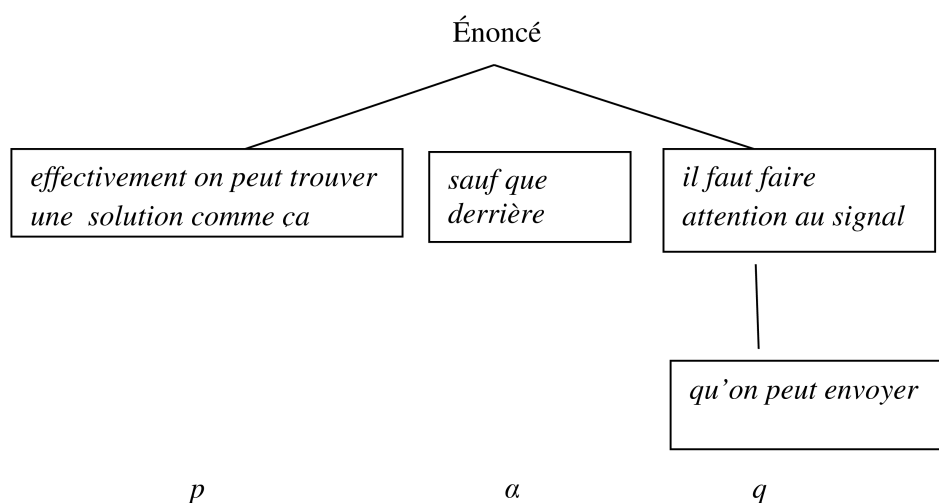 Énoncé
effectivement on peut trouver
une solution comme ça
sauf que
derrière
il faut faire
attention au signal
qu’on peut envoyer
p α q